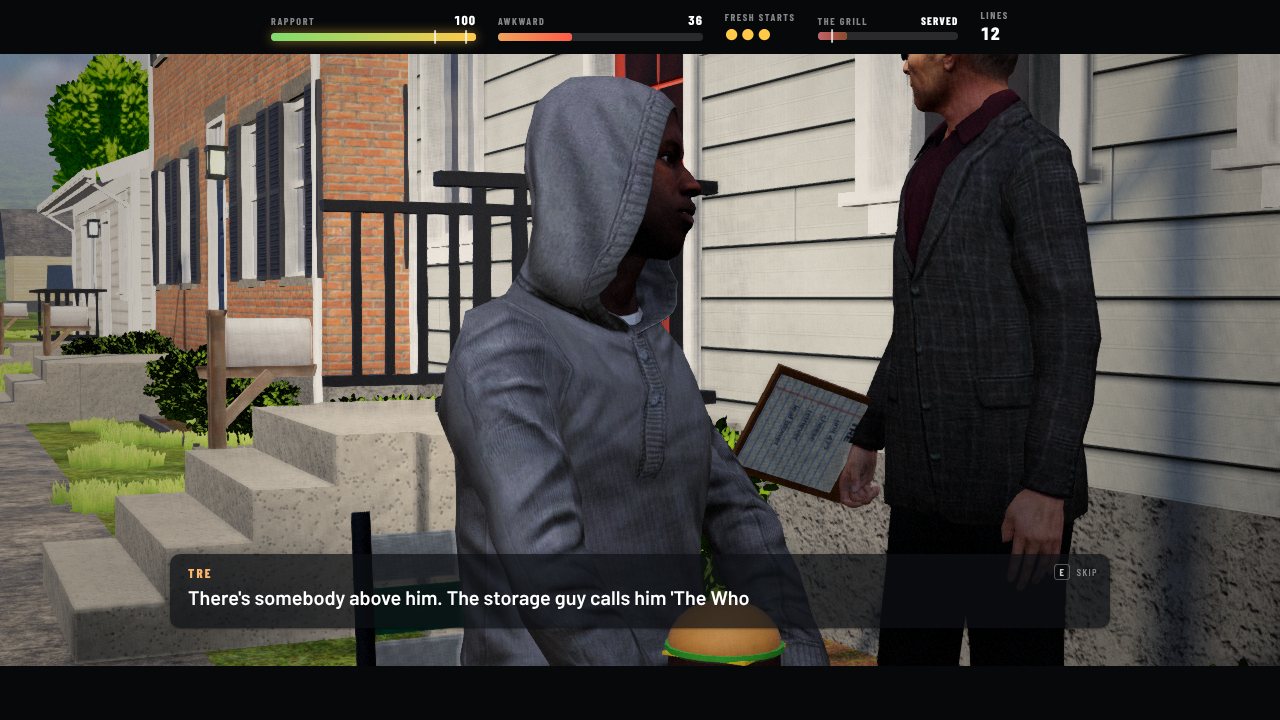 RAPPORT 100
AWKWARD 36
FRESH STARTS
THE GRILL SERVED
LINES
12
TRE
E SKIP
There's somebody above him. The storage guy calls him 'The Who